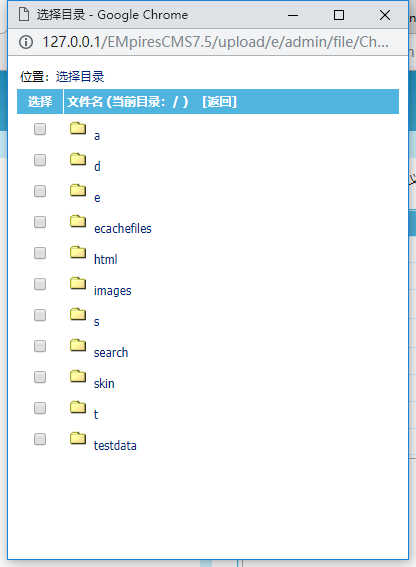 选择目录 - Google Chrome
127.0.0.1/EMpiresCMS7.5/upload/e/admin/file/Ch...
位置：选择目录
选择 文件名 (当前目录：/ ) [返回]
a
d
e
ecachefiles
html
images
s
search
skin
t
testdata